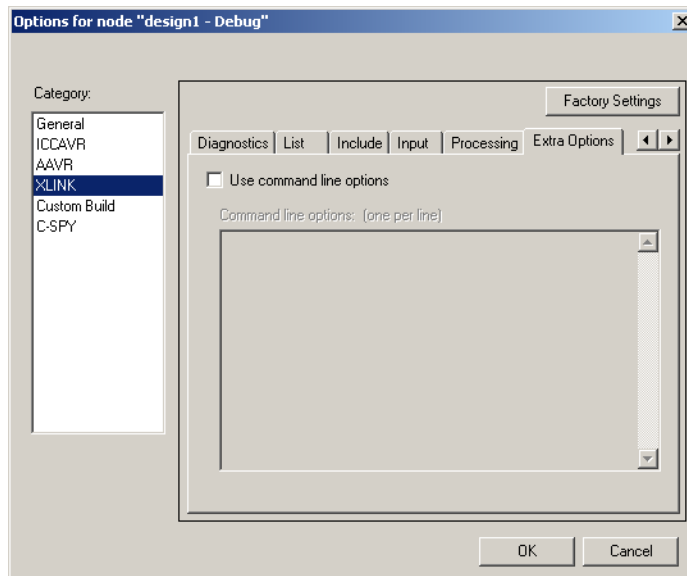 Options for node "design1 - Debug"
Category:
General
ICCAVR
AAVR
XLINK
Custom Build
C-SPY
Factory Settings
Diagnostics List Include Input Processing Extra Options
Use command line options
Command line options: (one per line)
OK Cancel